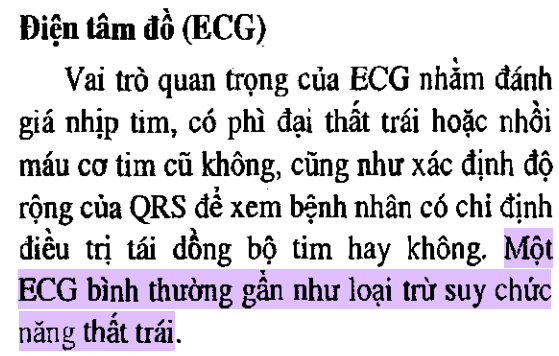 Điện tâm đồ (ECG)
Vai trò quan trọng của ECG nhằm đánh
giá nhịp tim, có phì đại thất trái hoặc nhồi
máu cơ tim cũ không, cũng như xác định độ
rộng của QRS để xem bệnh nhân có chỉ định
điều trị tái đồng bộ tim hay không. Một
ECG bình thường gần như loại trừ suy chức
năng thất trái.